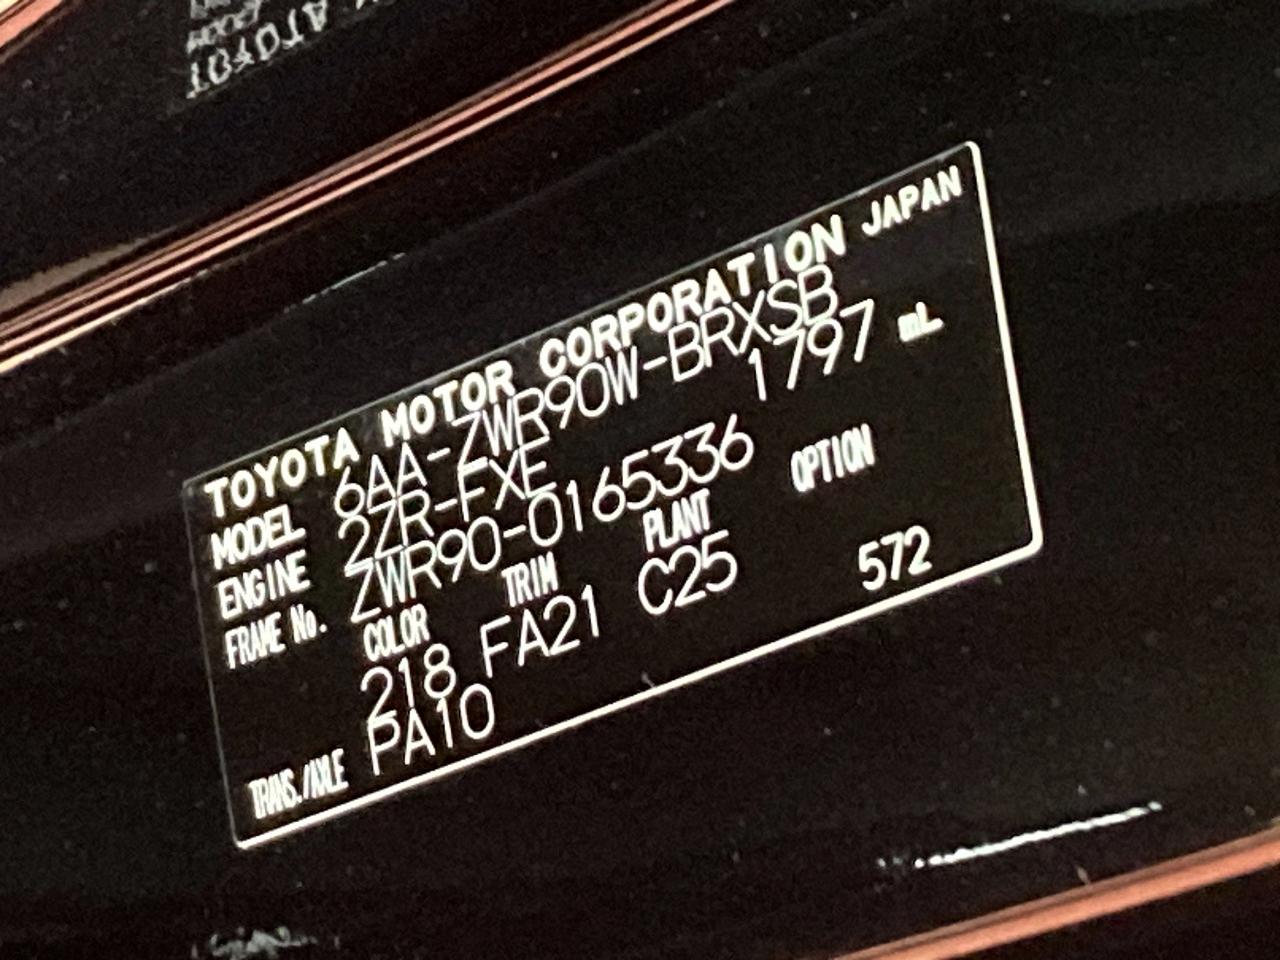 TOYOTA MOTOR CORPORATION JAPAN
MODEL 6AA-ZWR90W-BRXSB
ENGINE 2ZR-FXE 1797 mL
FRAME No. ZWR90-0165336
COLOR TRIM PLANT OPTION
218 FA21 C25 572
TRANS./AXLE PA10